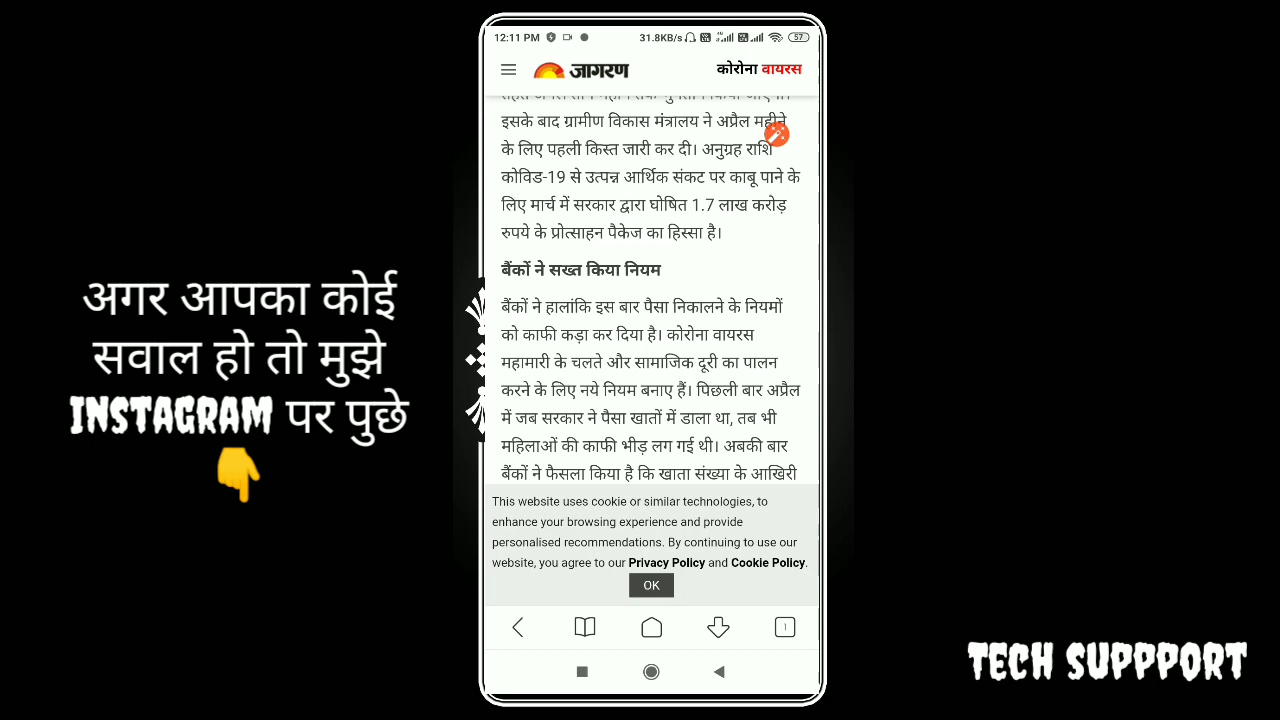 12:11 PM 31.8KB/s 57
जागरण कोरोना वायरस
इसके बाद ग्रामीण विकास मंत्रालय ने अप्रैल महीने
के लिए पहली किस्त जारी कर दी। अनुग्रह राशि
कोविड-19 से उत्पन्न आर्थिक संकट पर काबू पाने के
लिए मार्च में सरकार द्वारा घोषित 1.7 लाख करोड़
रुपये के प्रोत्साहन पैकेज का हिस्सा है।
बैंकों ने सख्त किया नियम
बैंकों ने हालांकि इस बार पैसा निकालने के नियमों
को काफी कड़ा कर दिया है। कोरोना वायरस
महामारी के चलते और सामाजिक दूरी का पालन
करने के लिए नये नियम बनाए हैं। पिछली बार अप्रैल
में जब सरकार ने पैसा खातों में डाला था, तब भी
महिलाओं की काफी भीड़ लग गई थी। अबकी बार
बैंकों ने फैसला किया है कि खाता संख्या के आखिरी
This website uses cookie or similar technologies, to
enhance your browsing experience and provide
personalised recommendations. By continuing to use our
website, you agree to our Privacy Policy and Cookie Policy.
OK
1
अगर आपका कोई
सवाल हो तो मुझे
INSTAGRAM पर पुछे
TECH SUPPPORT